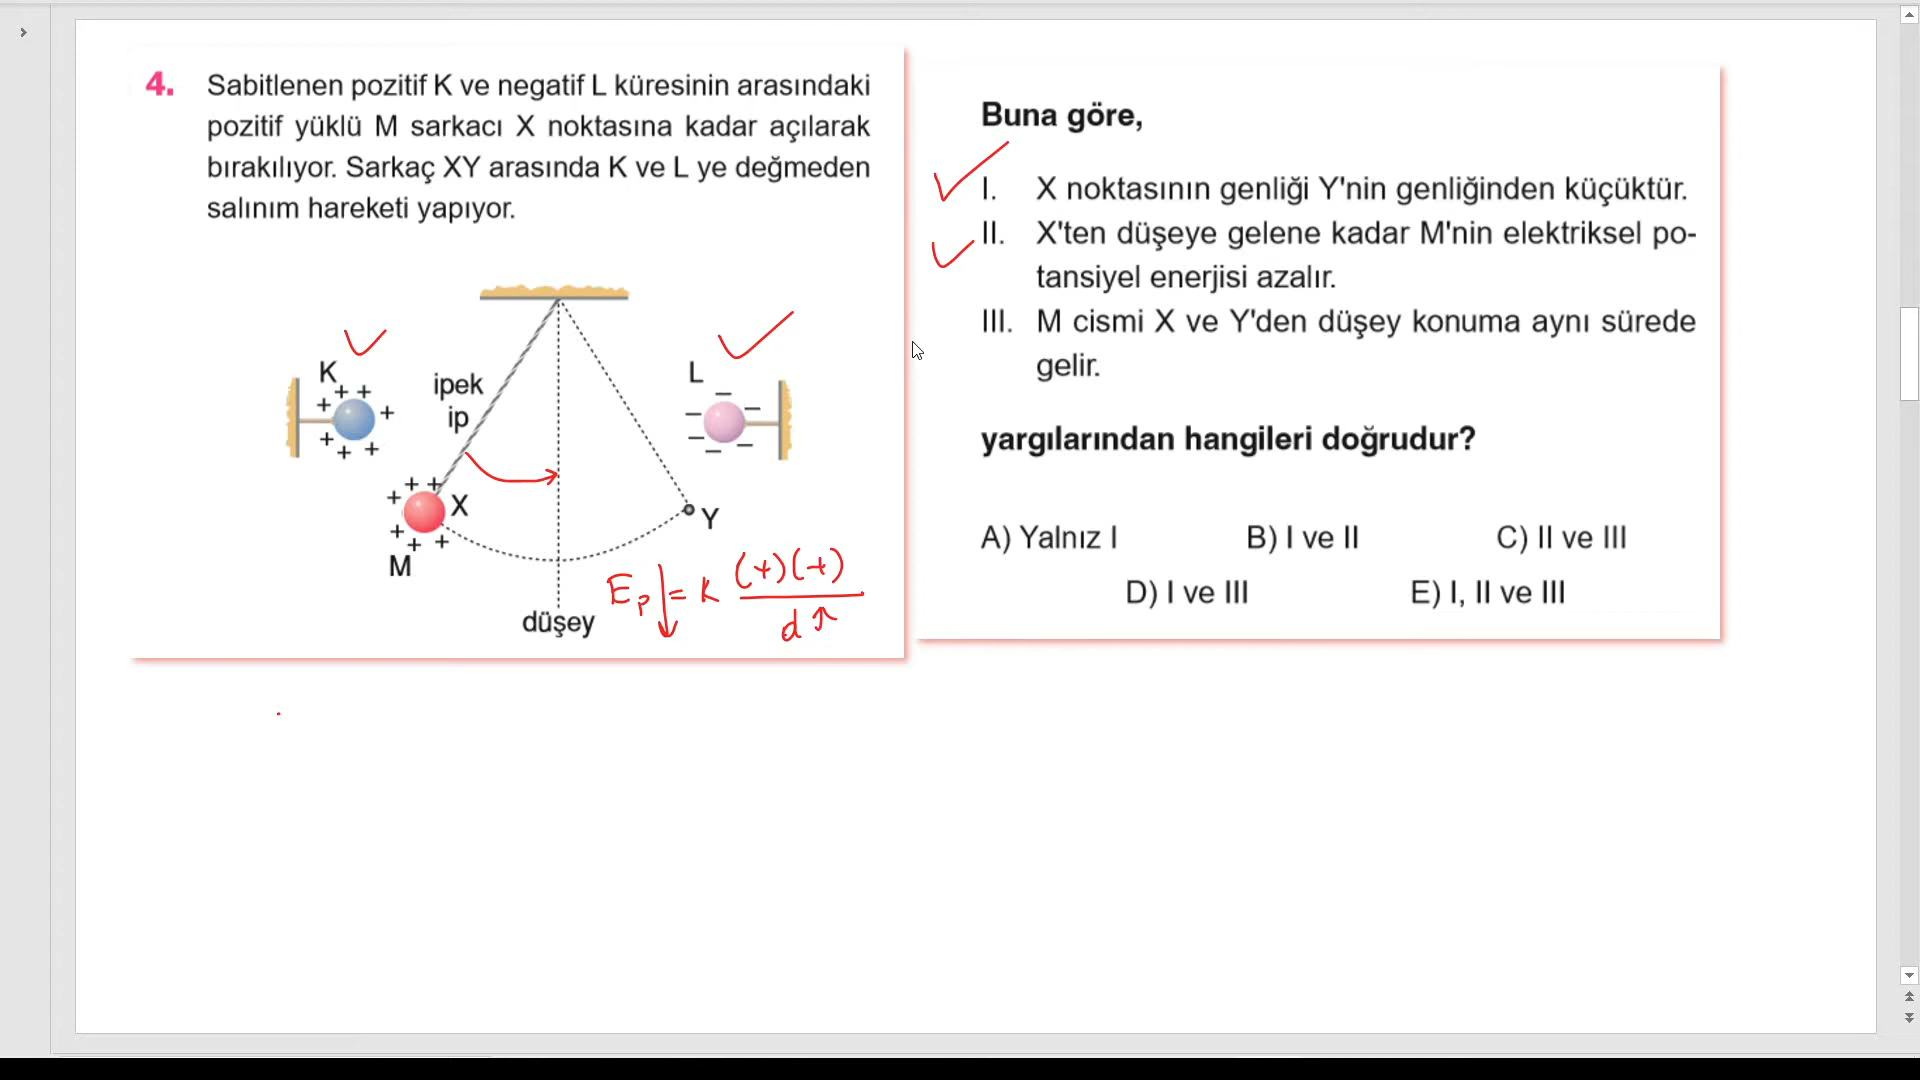 4. Sabitlenen pozitif K ve negatif L küresinin arasındaki
pozitif yüklü M sarkacı X noktasına kadar açılarak
bırakılıyor. Sarkaç XY arasında K ve L ye değmeden
salınım hareketi yapıyor.
K
ipek
ip
L
X
M
Y
düşey
Ep = k (+)(+)
d
Buna göre,
I. X noktasının genliği Y'nin genliğinden küçüktür.
II. X'ten düşeye gelene kadar M'nin elektriksel po-
tansiyel enerjisi azalır.
III. M cismi X ve Y'den düşey konuma aynı sürede
gelir.
yargılarından hangileri doğrudur?
A) Yalnız I B) I ve II C) II ve III
D) I ve III E) I, II ve III